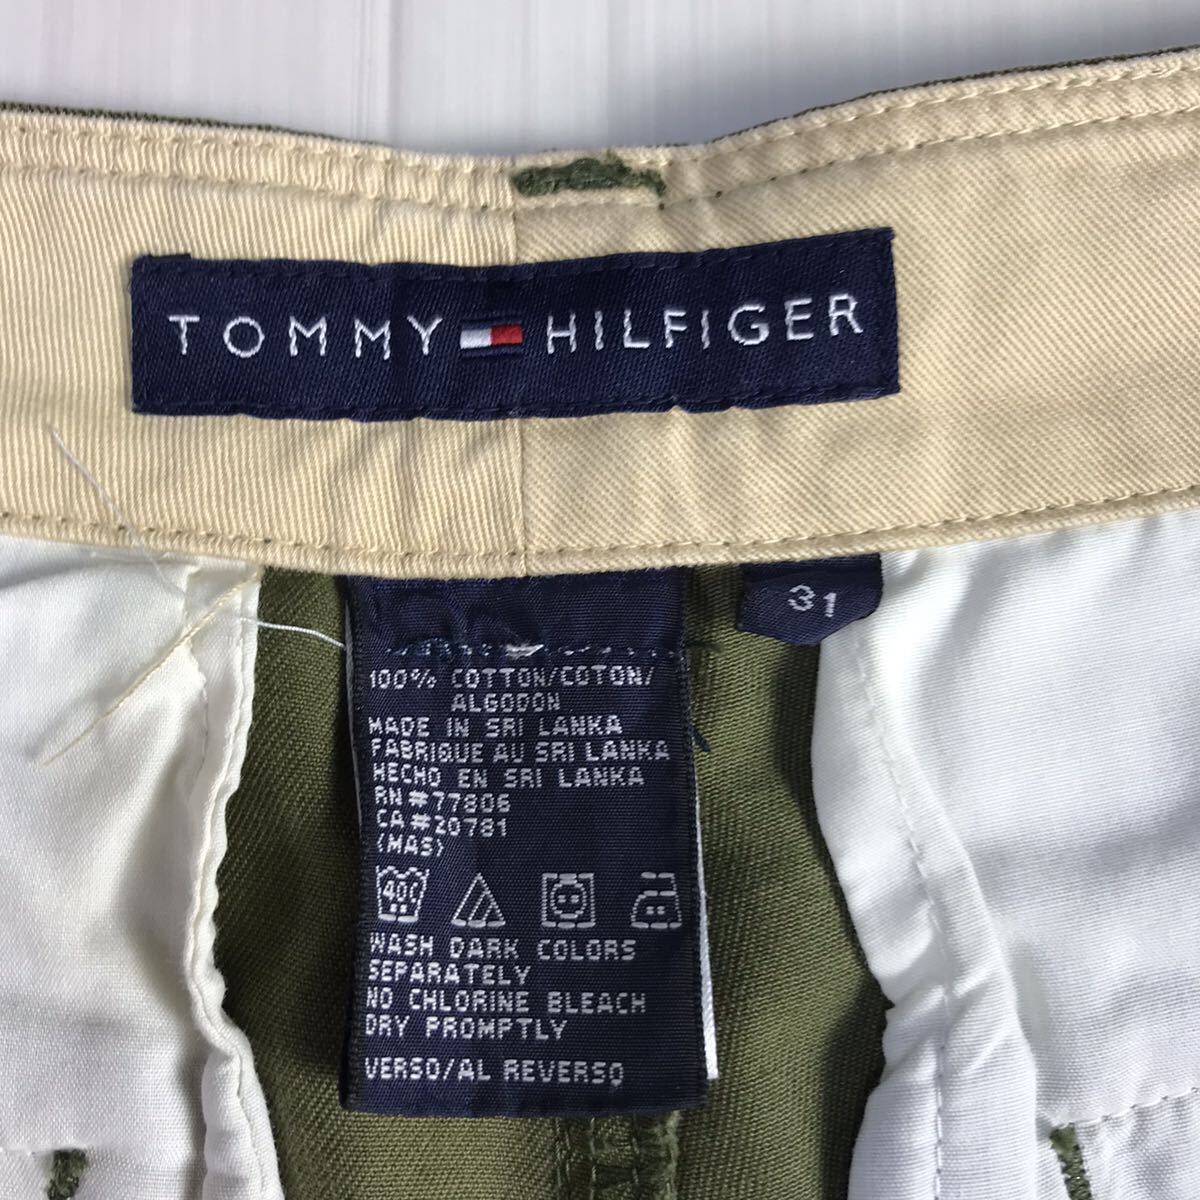 TOMMY HILFIGER
31
100% COTTON/COTON/
ALGODON
MADE IN SRI LANKA
FABRIQUE AU SRI LANKA
HECHO EN SRI LANKA
RN#77806
CA#20781
(MAS)
40C
WASH DARK COLORS
SEPARATELY
NO CHLORINE BLEACH
DRY PROMPTLY
VERSO/AL REVERSO